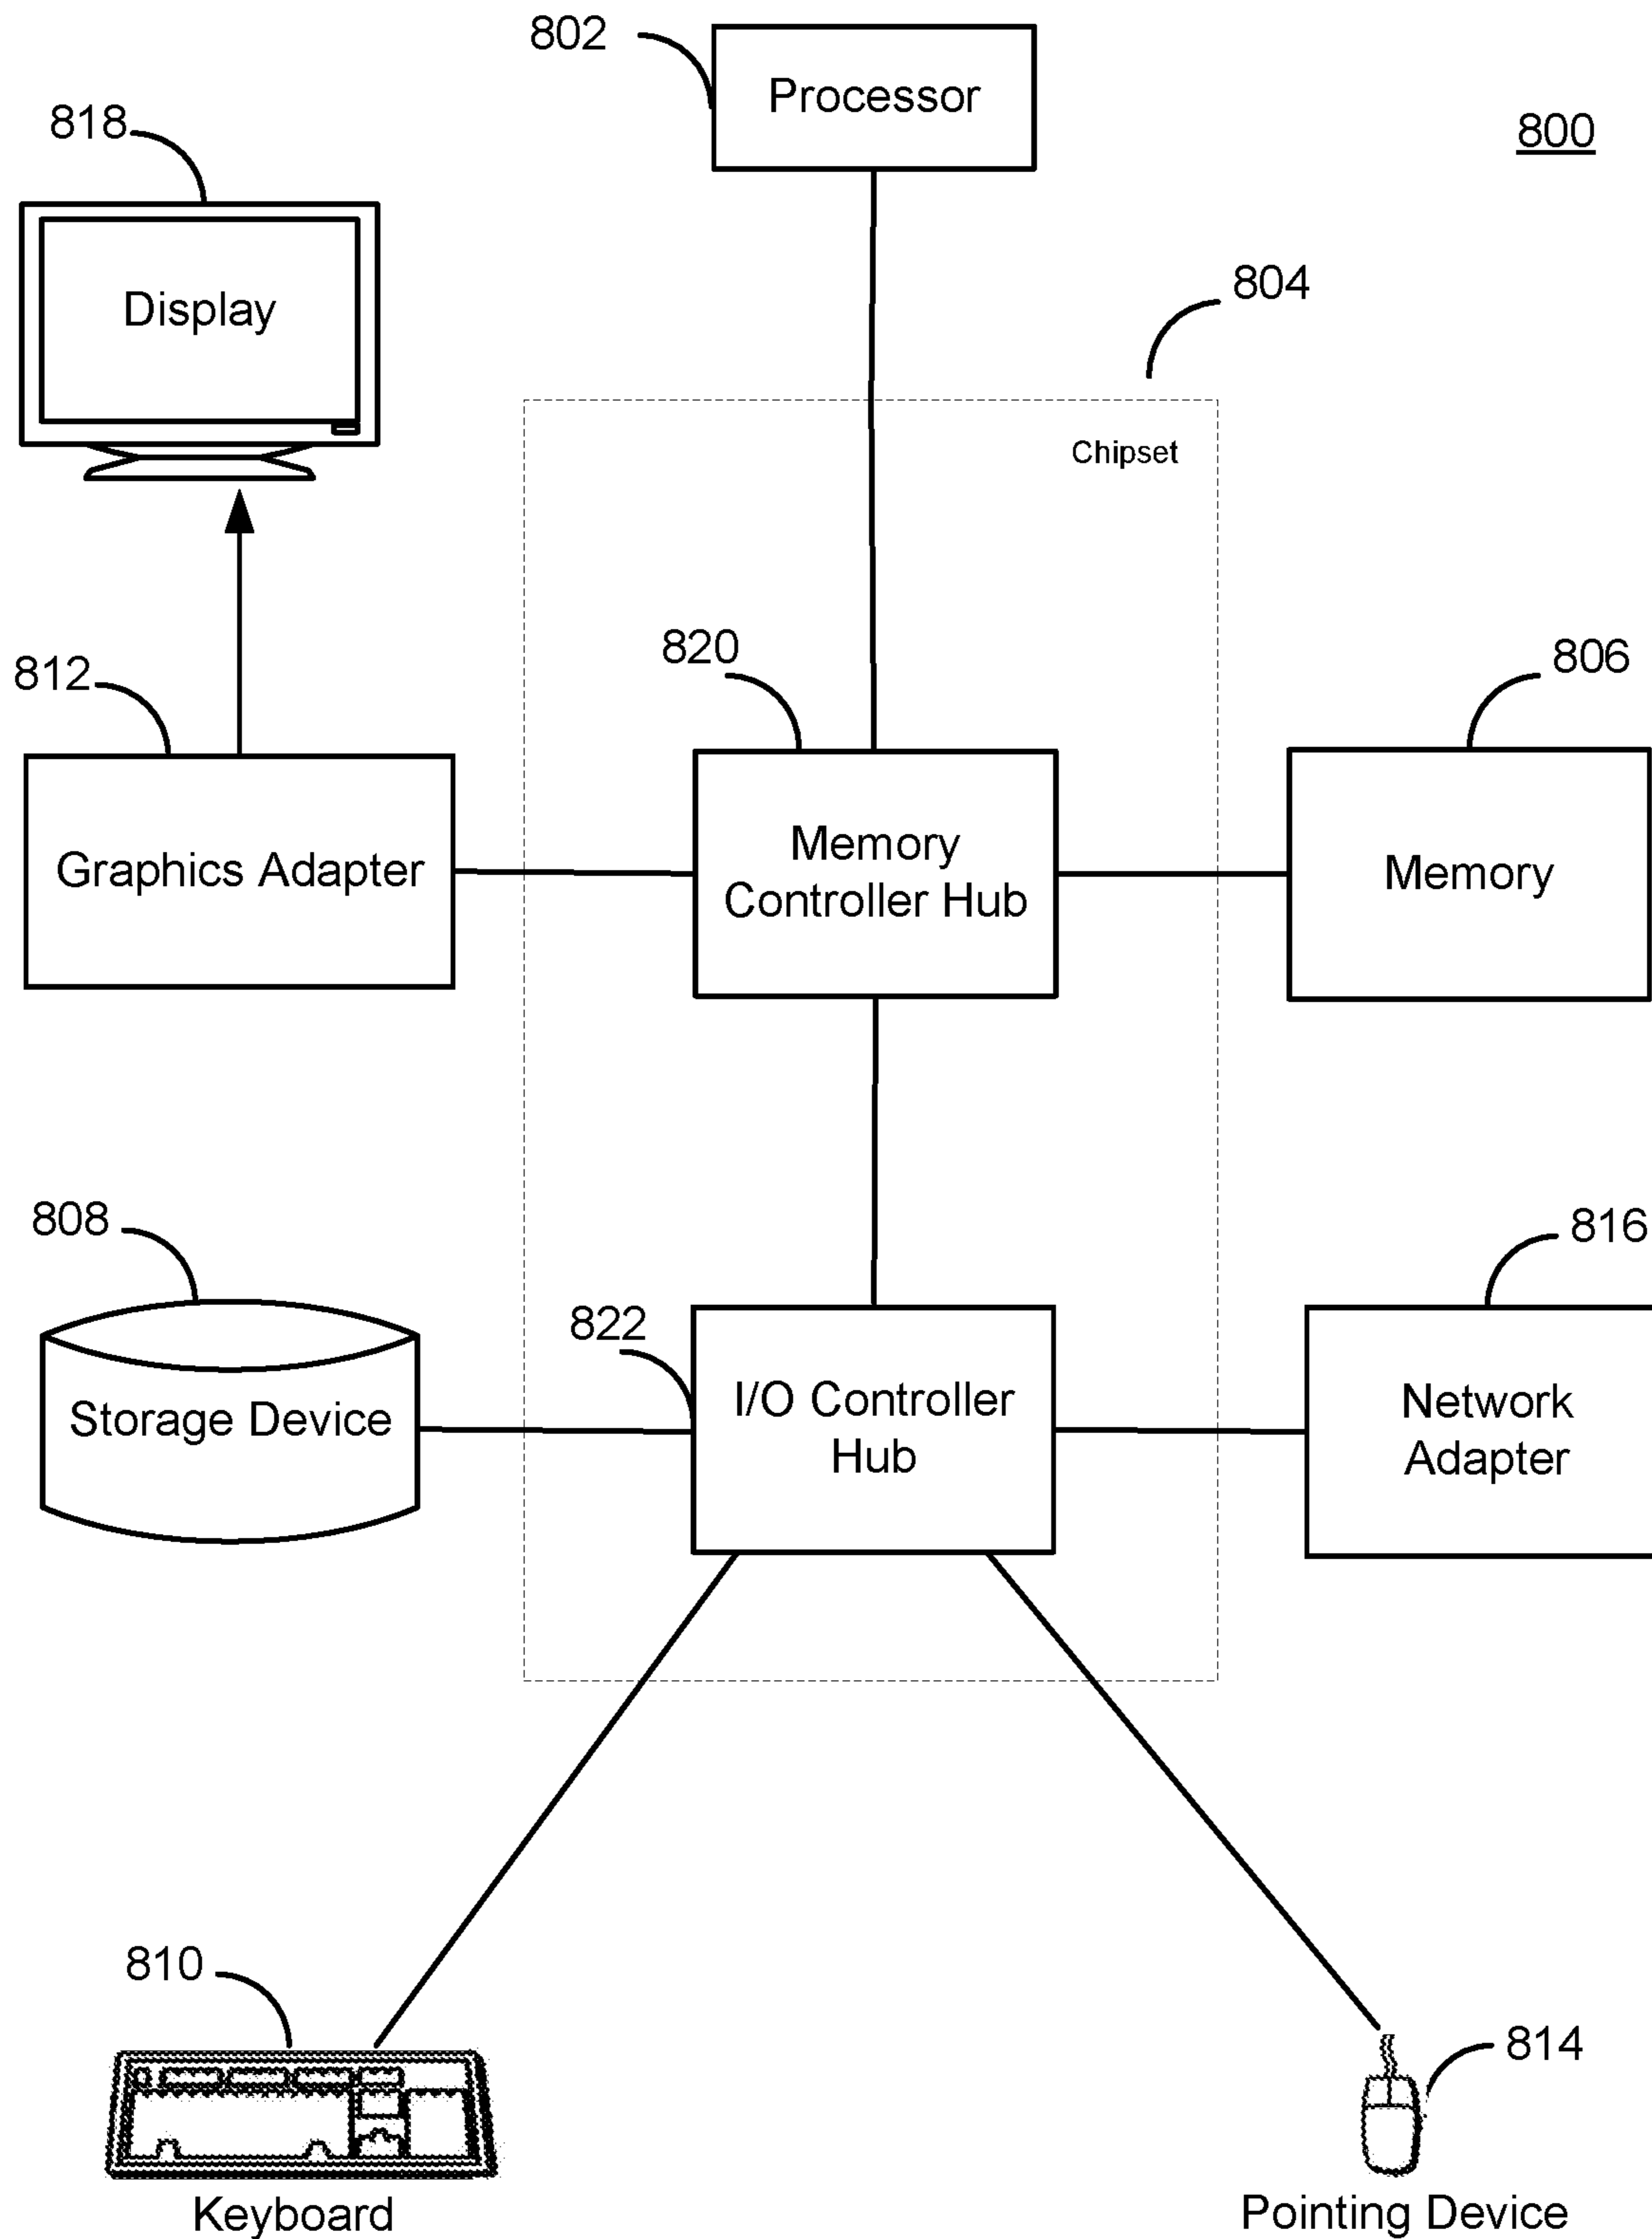 802
Processor
800
818
Display
804
Chipset
812
820
806
Graphics Adapter
Memory
Controller Hub
Memory
808
816
822
Storage Device
I/O Controller
Hub
Network
Adapter
810
814
Keyboard
Pointing Device